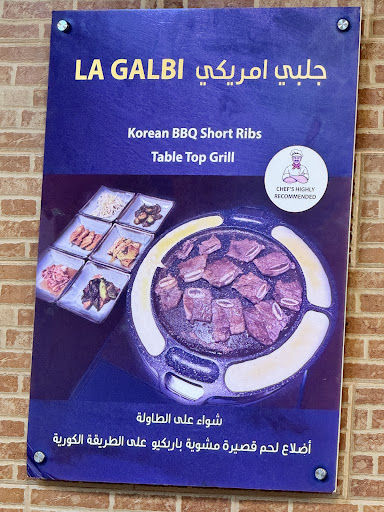 LA GALBI جلبي امريكي
Korean BBQ Short Ribs
Table Top Grill
CHEF'S HIGHLY
RECOMMENDED
شواء على الطاولة
أضلاع لحم قصيرة مشوية باربكيو على الطريقة الكورية